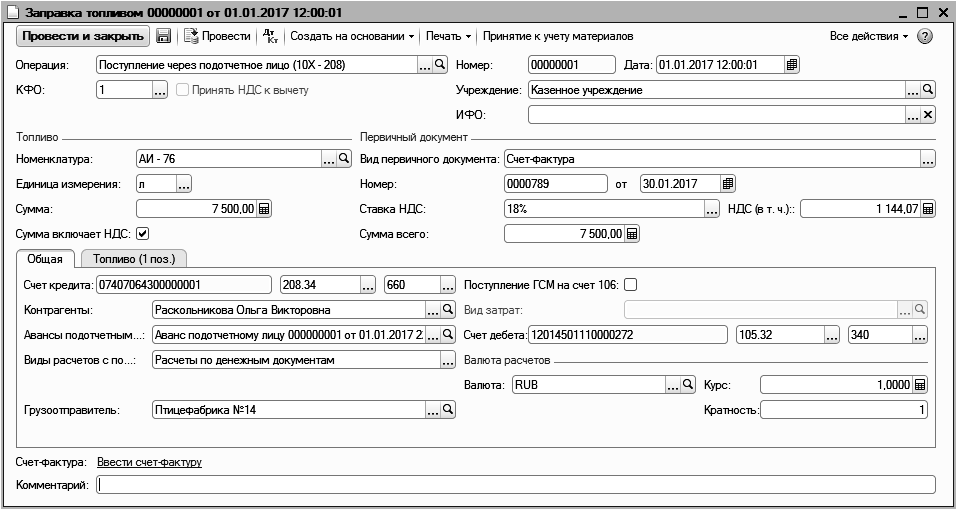 Заправка топливом 00000001 от 01.01.2017 12:00:01
Провести и закрыть Провести Дт Кт Создать на основании Печать Принятие к учету материалов Все действия ?
Операция: Поступление через подотчетное лицо (10X - 208) ... Номер: 00000001 Дата: 01.01.2017 12:00:01
КФО: 1 ... Принять НДС к вычету Учреждение: Казенное учреждение ...
ИФО: ... X
Топливо Первичный документ
Номенклатура: АИ - 76 ... Вид первичного документа: Счет-фактура ...
Единица измерения: л ... Номер: 0000789 от 30.01.2017
Сумма: 7 500,00 Ставка НДС: 18% ... НДС (в т. ч.):: 1 144,07
Сумма включает НДС: Сумма всего: 7 500,00
Общая Топливо (1 поз.)
Счет кредита: 07407064300000001 208.34 ... 660 ... Поступление ГСМ на счет 106:
Контрагенты: Раскольникова Ольга Викторовна ... Вид затрат: ...
Авансы подотчетным...: Аванс подотчетному лицу 000000001 от 01.01.2017 2 ... Счет дебета: 12014501110000272 105.32 ... 340 ...
Виды расчетов с по...: Расчеты по денежным документам ... Валюта расчетов
Валюта: RUB ... Курс: 1,0000
Грузоотправитель: Птицефабрика №14 ... Кратность: 1
Счет-фактура: Ввести счет-фактуру
Комментарий: